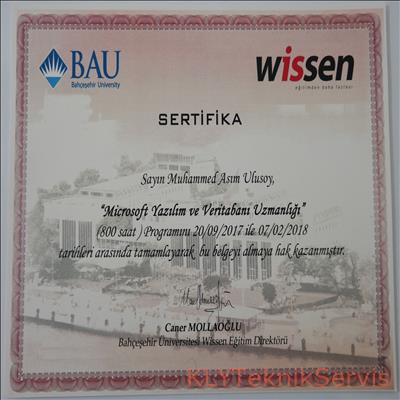 BAU
Bahçeşehir University
wissen
eğitimden daha fazlası
SERTİFİKA
Sayın Muhammed Asım Ulusoy,
"Microsoft Yazılım ve Veritabanı Uzmanlığı"
(800 saat ) Programını 20/09/2017 ile 07/02/2018
tarihleri arasında tamamlayarak bu belgeyi almaya hak kazanmıştır.
Caner MOLLAOĞLU
Bahçeşehir Üniversitesi Wissen Eğitim Direktörü
KLYTeknikServis